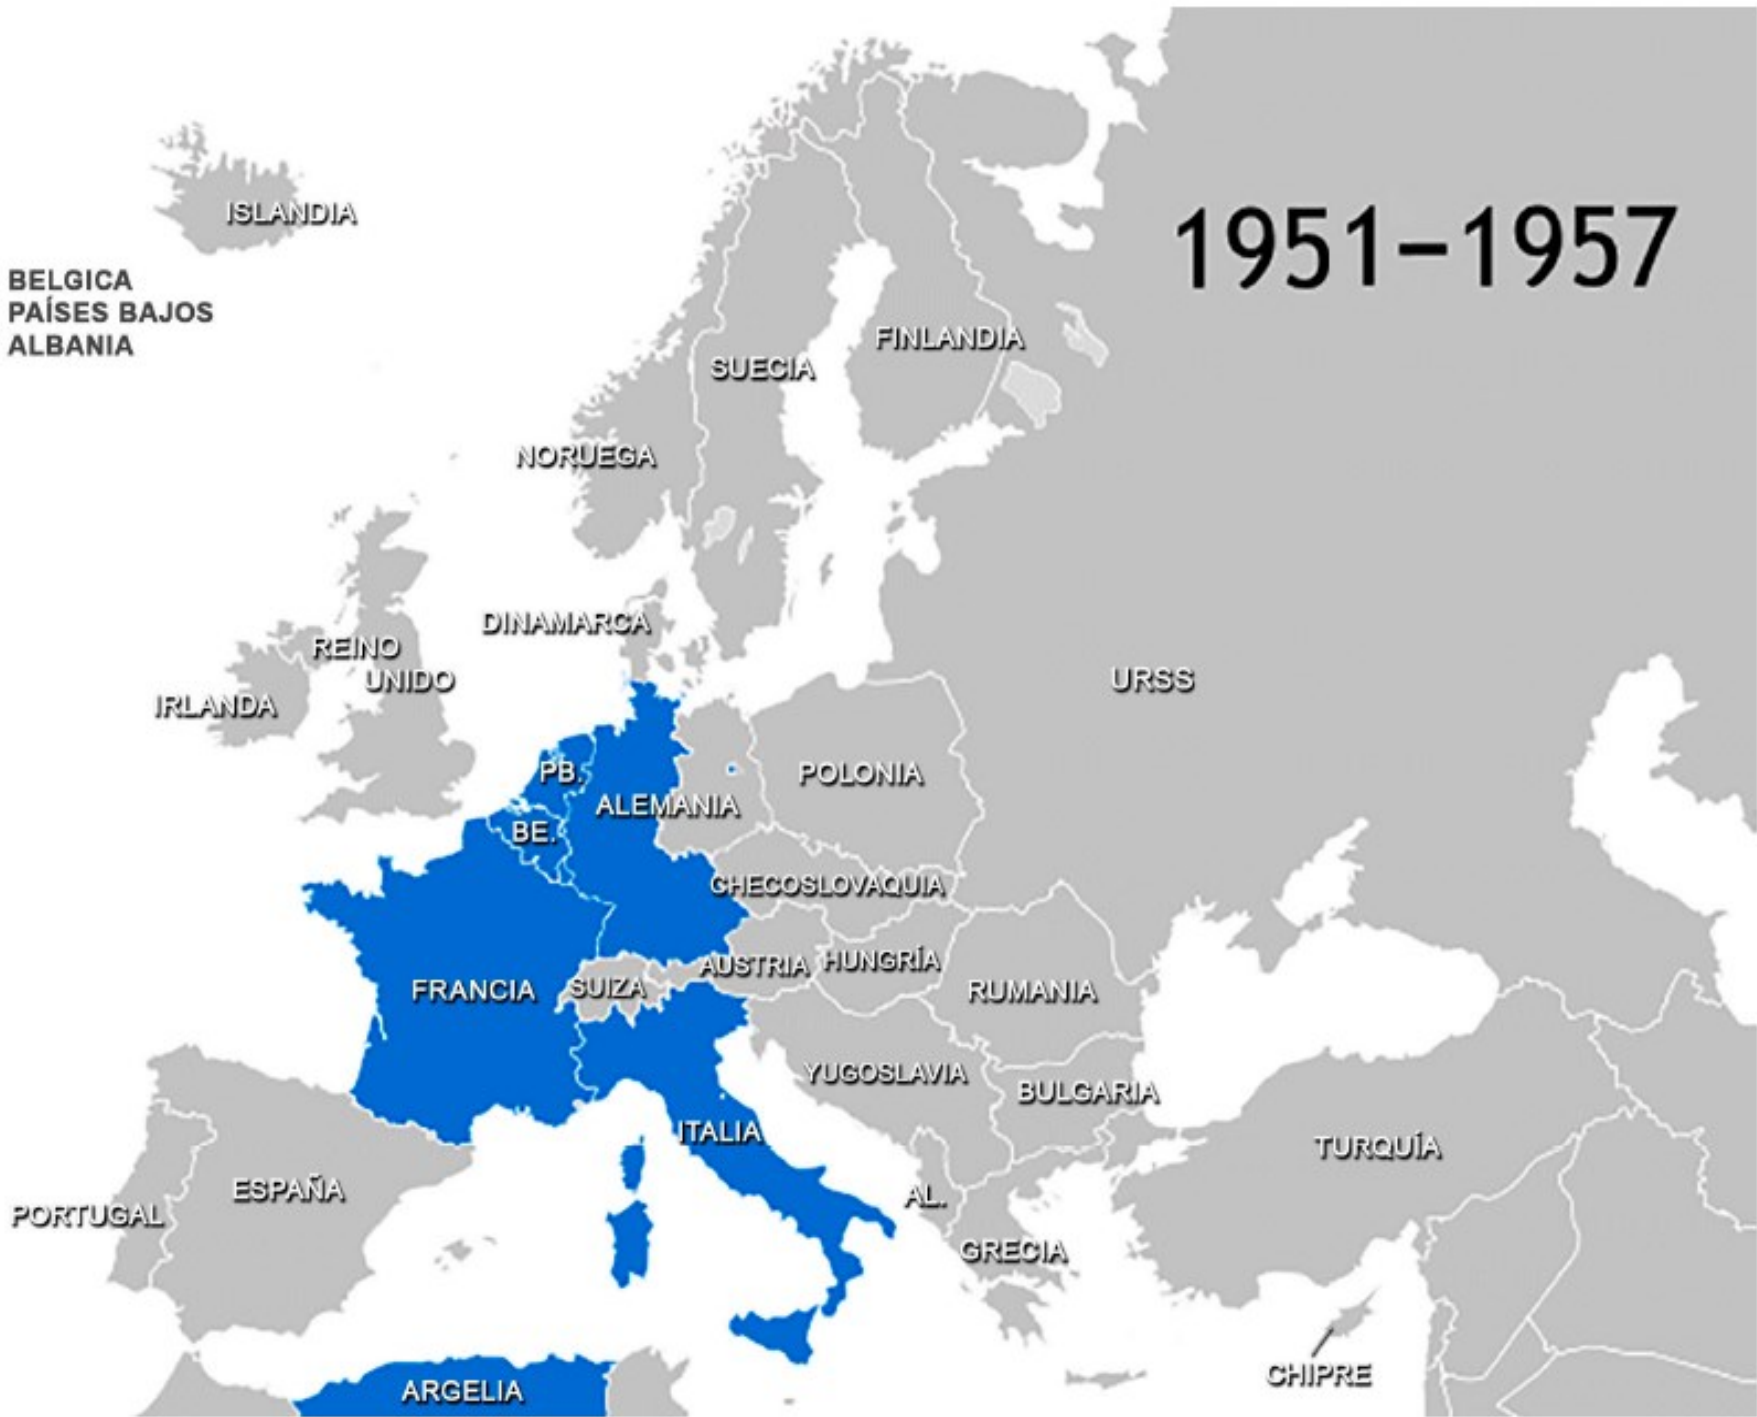 ISLANDIA
1951-1957
BELGICA
PAÍSES BAJOS
ALBANIA
FINLANDIA
SUECIA
NORUEGA
DINAMARCA
REINO
UNIDO
IRLANDA
URSS
PB.
POLONIA
ALEMANIA
BE.
CHECOSLOVAQUIA
AUSTRIA
HUNGRÍA
FRANCIA
SUIZA
RUMANIA
YUGOSLAVIA
BULGARIA
ITALIA
TURQUÍA
ESPAÑA
AL.
PORTUGAL
GRECIA
CHIPRE
ARGELIA